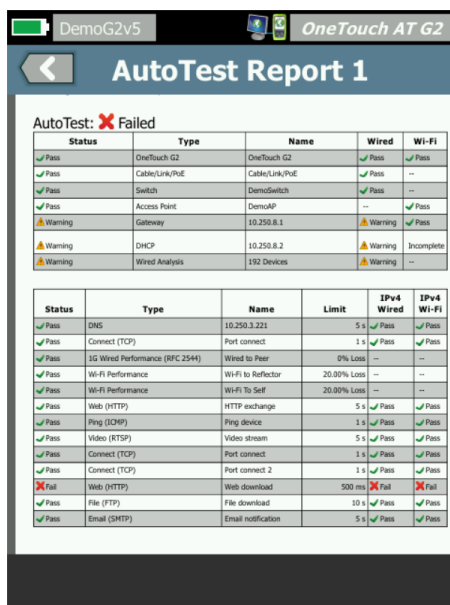 DemoG2v5 OneTouch AT G2
AutoTest Report 1
AutoTest: Failed
Status Type Name Wired Wi-Fi
Pass OneTouch G2 OneTouch G2 Pass Pass
Pass Cable/Link/PoE Cable/Link/PoE Pass --
Pass Switch DemoSwitch Pass --
Pass Access Point DemoAP -- Pass
Warning Gateway 10.250.8.1 Warning Pass
Warning DHCP 10.250.8.2 Warning Incomplete
Warning Wired Analysis 192 Devices Warning --
IPv4 IPv4
Status Type Name Limit Wired Wi-Fi
Pass DNS 10.250.3.221 5 s Pass Pass
Pass Connect (TCP) Port connect 1 s Pass Pass
Pass 1G Wired Performance (RFC 2544) Wired to Peer 0% Loss -- --
Pass Wi-Fi Performance Wi-Fi to Reflector 20.00% Loss -- --
Pass Wi-Fi Performance Wi-Fi To Self 20.00% Loss -- --
Pass Web (HTTP) HTTP exchange 5 s Pass Pass
Pass Ping (ICMP) Ping device 1 s Pass Pass
Pass Video (RTSP) Video stream 5 s Pass Pass
Pass Connect (TCP) Port connect 1 s Pass Pass
Pass Connect (TCP) Port connect 2 1 s Pass Pass
Fail Web (HTTP) Web download 500 ms Fail Fail
Pass File (FTP) File download 10 s Pass Pass
Pass Email (SMTP) Email notification 5 s Pass Pass